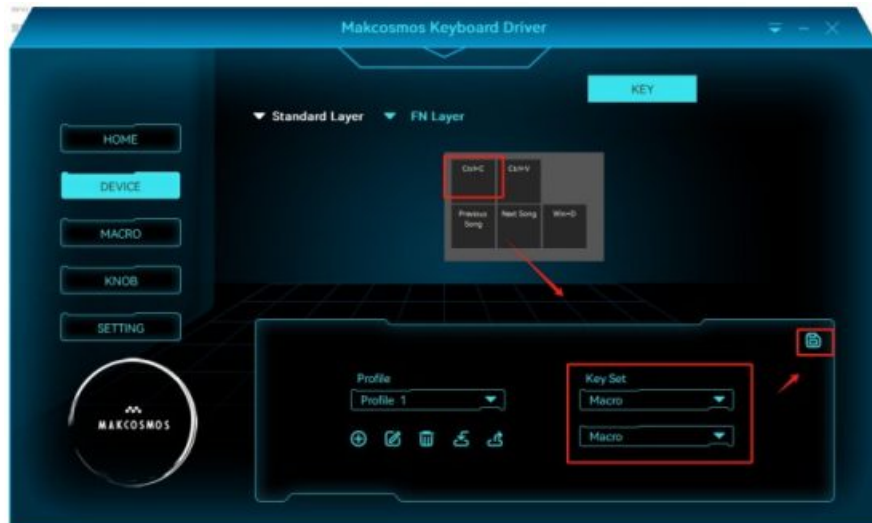 Makcosmos Keyboard Driver
KEY
Standard Layer FN Layer
HOME
DEVICE
MACRO
KNOB
SETTING
Ctrl+C Ctrl+V
Previous Song
Next Song
Win+D
Profile
Profile 1
Key Set
Macro
Macro
MAKCOSMOS